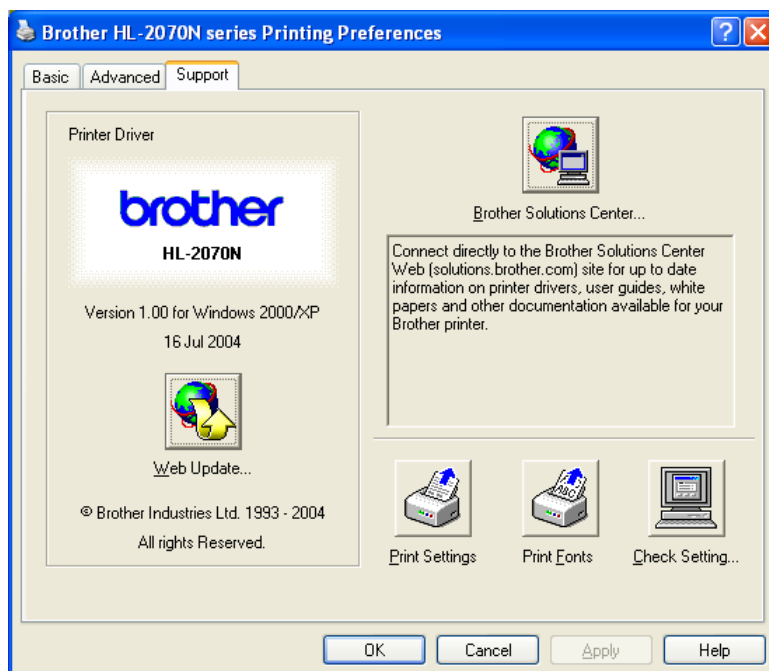 Brother HL-2070N series Printing Preferences
Basic Advanced Support
Printer Driver
brother
HL-2070N
Version 1.00 for Windows 2000/XP
16 Jul 2004
Web Update...
© Brother Industries Ltd. 1993 - 2004
All rights Reserved.
Brother Solutions Center...
Connect directly to the Brother Solutions Center
Web (solutions.brother.com) site for up to date
information on printer drivers, user guides, white
papers and other documentation available for your
Brother printer.
Print Settings
Print Fonts
Check Setting...
OK Cancel Apply Help